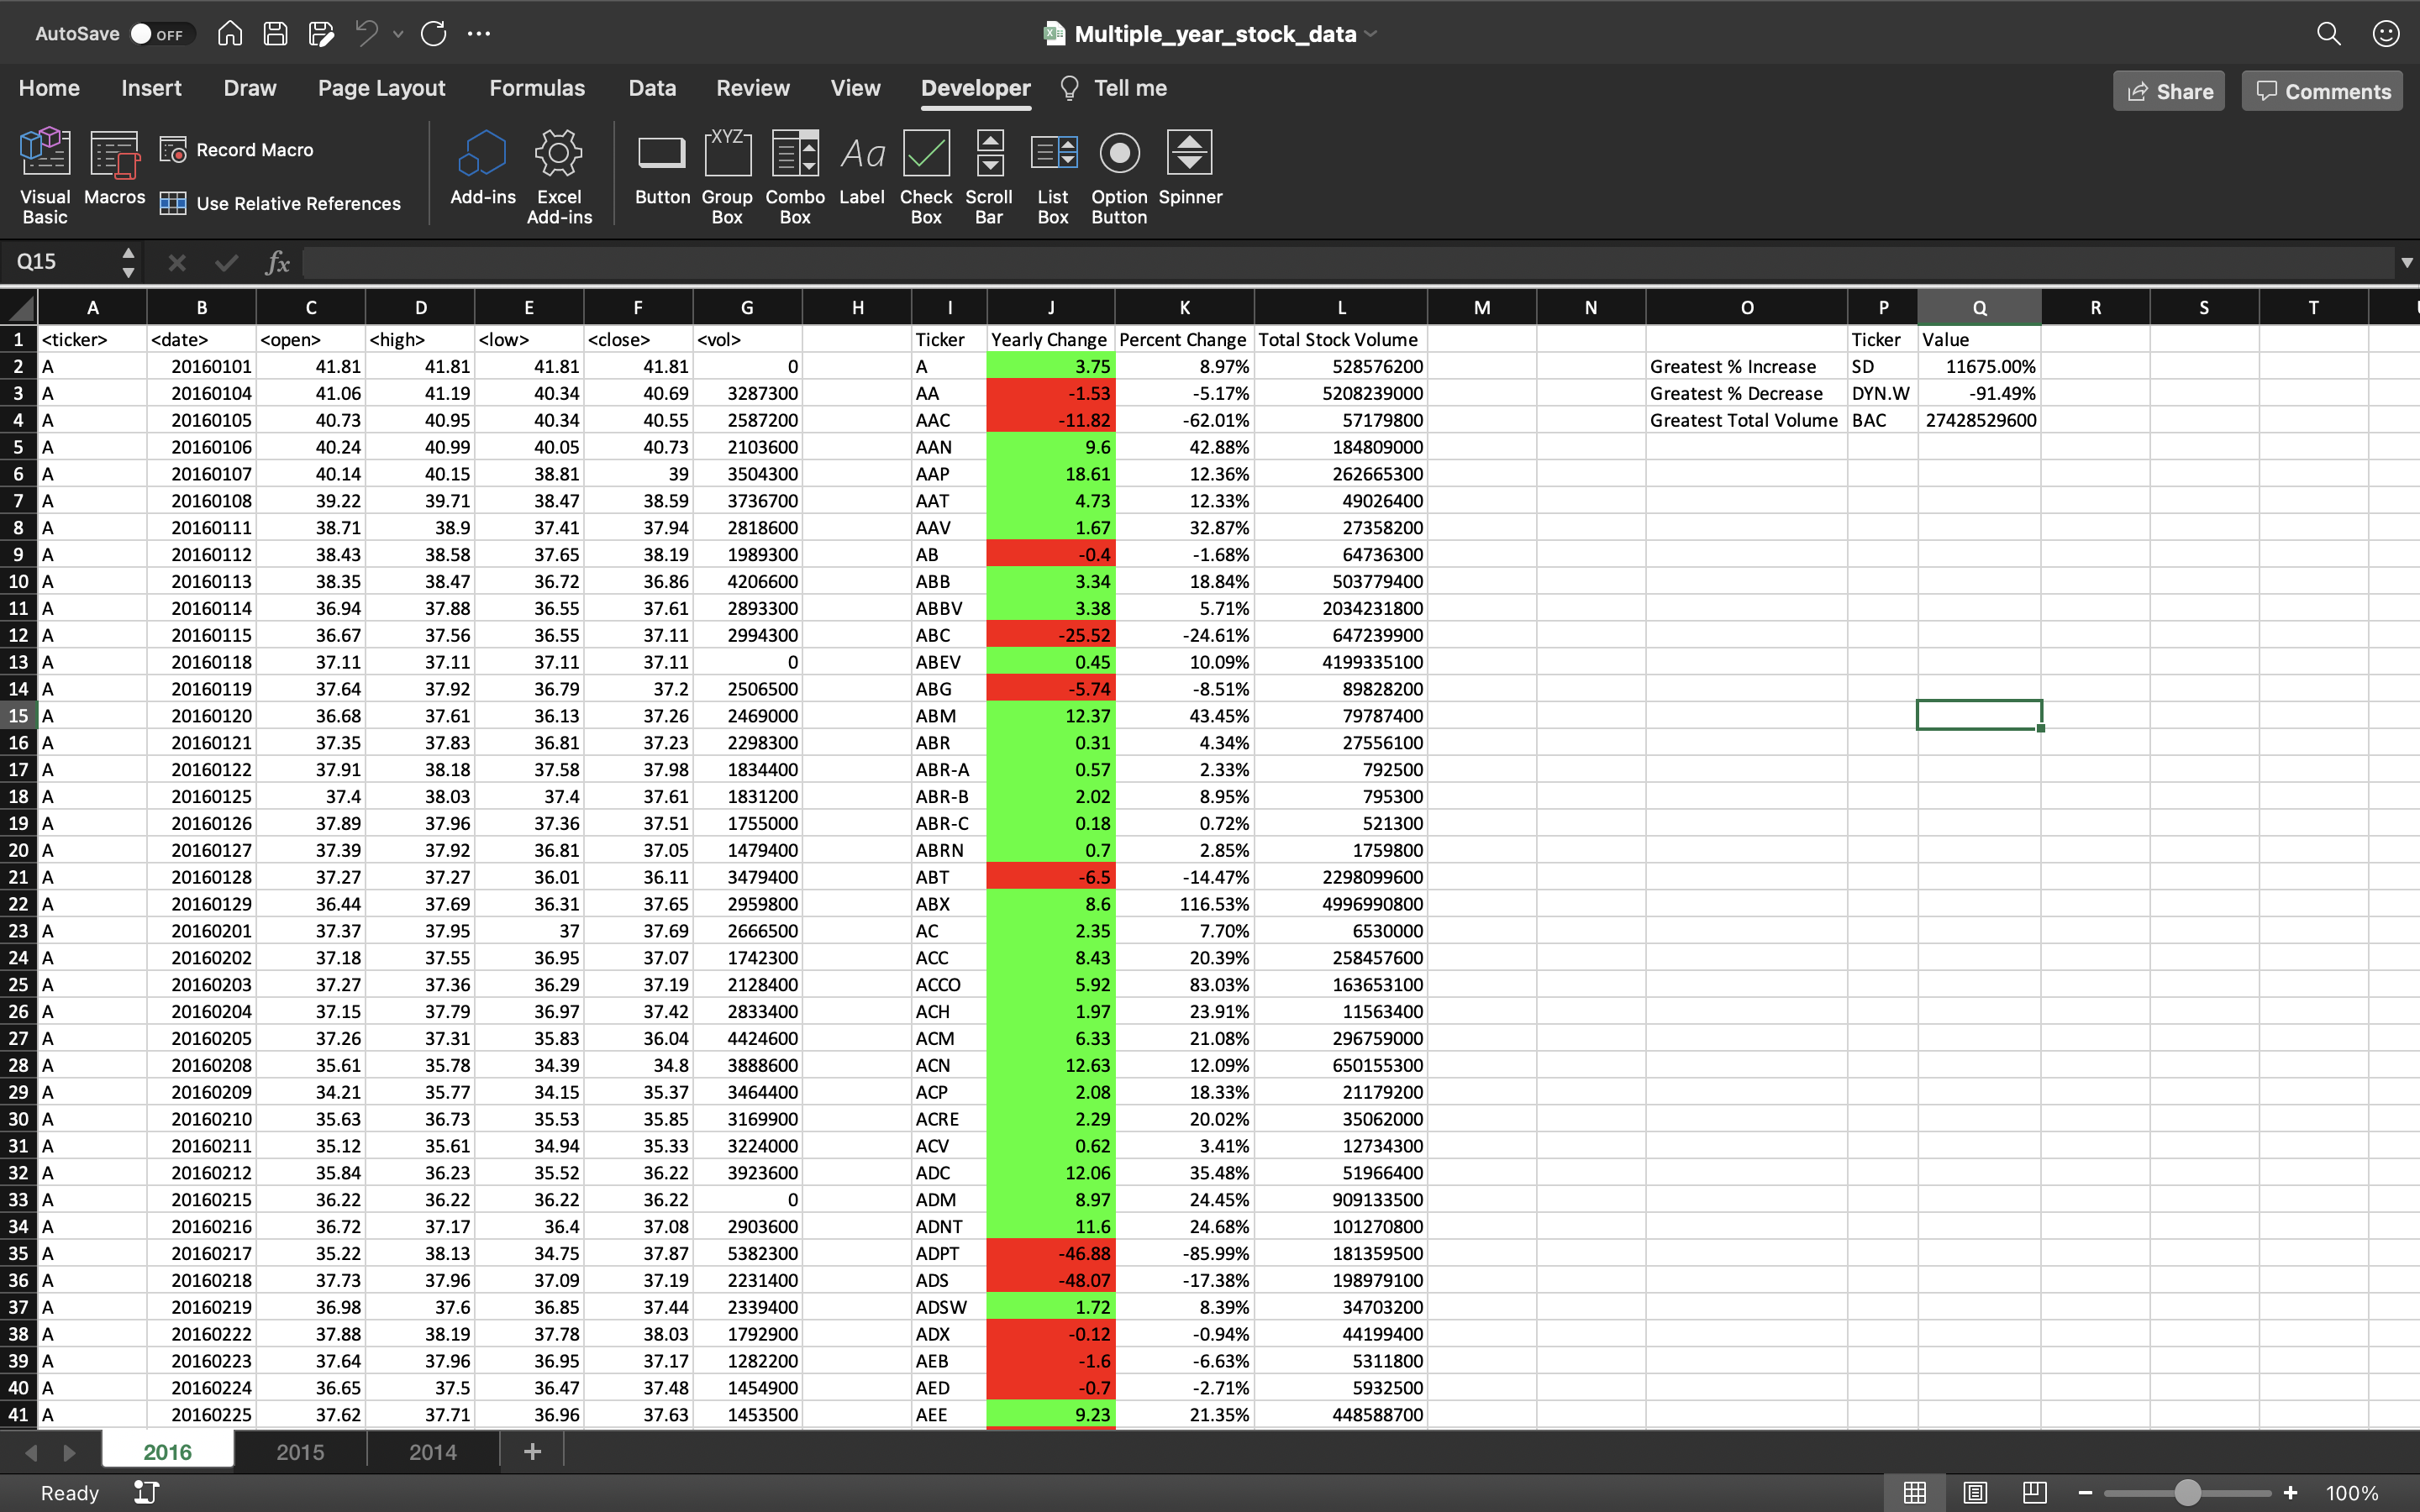 AutoSave OFF Multiple_year_stock_data
Home Insert Draw Page Layout Formulas Data Review View Developer Tell me Share Comments
Visual Basic Macros Record Macro Use Relative References Add-ins Excel Add-ins Button XYZ Group Box Combo Box Aa Label Check Box Scroll Bar List Box Option Button Spinner
Q15 fx
A B C D E F G H I J K L M N O P Q R S T
1 <ticker> <date> <open> <high> <low> <close> <vol> Ticker Yearly Change Percent Change Total Stock Volume Ticker Value
2 A 20160101 41.81 41.81 41.81 41.81 0 A 3.75 8.97% 528576200 Greatest % Increase SD 11675.00%
3 A 20160104 41.06 41.19 40.34 40.69 3287300 AA -1.53 -5.17% 5208239000 Greatest % Decrease DYN.W -91.49%
4 A 20160105 40.73 40.95 40.34 40.55 2587200 AAC -11.82 -62.01% 57179800 Greatest Total Volume BAC 27428529600
5 A 20160106 40.24 40.99 40.05 40.73 2103600 AAN 9.6 42.88% 184809000
6 A 20160107 40.14 40.15 38.81 39 3504300 AAP 18.61 12.36% 262665300
7 A 20160108 39.22 39.71 38.47 38.59 3736700 AAT 4.73 12.33% 49026400
8 A 20160111 38.71 38.9 37.41 37.94 2818600 AAV 1.67 32.87% 27358200
9 A 20160112 38.43 38.58 37.65 38.19 1989300 AB -0.4 -1.68% 64736300
10 A 20160113 38.35 38.47 36.72 36.86 4206600 ABB 3.34 18.84% 503779400
11 A 20160114 36.94 37.88 36.55 37.61 2893300 ABBV 3.38 5.71% 2034231800
12 A 20160115 36.67 37.56 36.55 37.11 2994300 ABC -25.52 -24.61% 647239900
13 A 20160118 37.11 37.11 37.11 37.11 0 ABEV 0.45 10.09% 4199335100
14 A 20160119 37.64 37.92 36.79 37.2 2506500 ABG -5.74 -8.51% 89828200
15 A 20160120 36.68 37.61 36.13 37.26 2469000 ABM 12.37 43.45% 79787400
16 A 20160121 37.35 37.83 36.81 37.23 2298300 ABR 0.31 4.34% 27556100
17 A 20160122 37.91 38.18 37.58 37.98 1834400 ABR-A 0.57 2.33% 792500
18 A 20160125 37.4 38.03 37.4 37.61 1831200 ABR-B 2.02 8.95% 795300
19 A 20160126 37.89 37.96 37.36 37.51 1755000 ABR-C 0.18 0.72% 521300
20 A 20160127 37.39 37.92 36.81 37.05 1479400 ABRN 0.7 2.85% 1759800
21 A 20160128 37.27 37.27 36.01 36.11 3479400 ABT -6.5 -14.47% 2298099600
22 A 20160129 36.44 37.69 36.31 37.65 2959800 ABX 8.6 116.53% 4996990800
23 A 20160201 37.37 37.95 37 37.69 2666500 AC 2.35 7.70% 6530000
24 A 20160202 37.18 37.55 36.95 37.07 1742300 ACC 8.43 20.39% 258457600
25 A 20160203 37.27 37.36 36.29 37.19 2128400 ACCO 5.92 83.03% 163653100
26 A 20160204 37.15 37.79 36.97 37.42 2833400 ACH 1.97 23.91% 11563400
27 A 20160205 37.26 37.31 35.83 36.04 4424600 ACM 6.33 21.08% 296759000
28 A 20160208 35.61 35.78 34.39 34.8 3888600 ACN 12.63 12.09% 650155300
29 A 20160209 34.21 35.77 34.15 35.37 3464400 ACP 2.08 18.33% 21179200
30 A 20160210 35.63 36.73 35.53 35.85 3169900 ACRE 2.29 20.02% 35062000
31 A 20160211 35.12 35.61 34.94 35.33 3224000 ACV 0.62 3.41% 12734300
32 A 20160212 35.84 36.23 35.52 36.22 3923600 ADC 12.06 35.48% 51966400
33 A 20160215 36.22 36.22 36.22 36.22 0 ADM 8.97 24.45% 909133500
34 A 20160216 36.72 37.17 36.4 37.08 2903600 ADNT 11.6 24.68% 101270800
35 A 20160217 35.22 38.13 34.75 37.87 5382300 ADPT -46.88 -85.99% 181359500
36 A 20160218 37.73 37.96 37.09 37.19 2231400 ADS -48.07 -17.38% 198979100
37 A 20160219 36.98 37.6 36.85 37.44 2339400 ADSW 1.72 8.39% 34703200
38 A 20160222 37.88 38.19 37.78 38.03 1792900 ADX -0.12 -0.94% 44199400
39 A 20160223 37.64 37.96 36.95 37.17 1282200 AEB -1.6 -6.63% 5311800
40 A 20160224 36.65 37.5 36.47 37.48 1454900 AED -0.7 -2.71% 5932500
41 A 20160225 37.62 37.71 36.96 37.63 1453500 AEE 9.23 21.35% 448588700
2016 2015 2014 +
Ready 100%